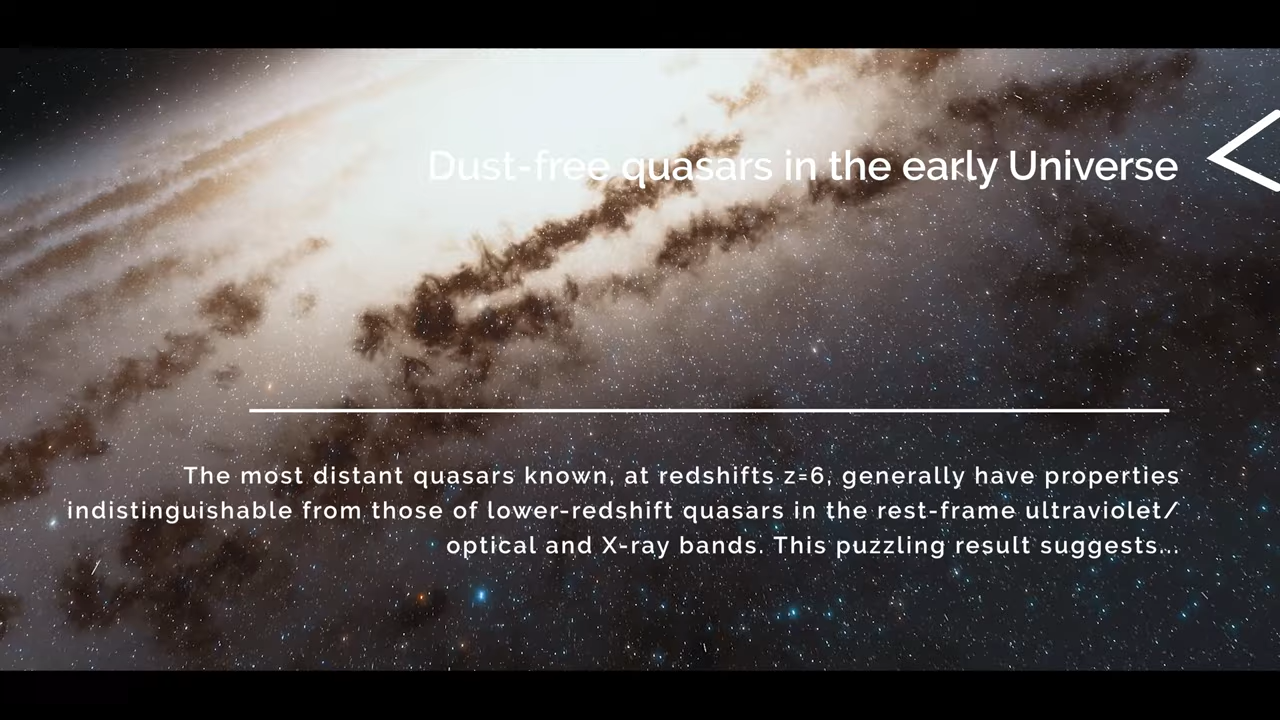 Dust-free quasars in the early Universe
The most distant quasars known, at redshifts z=6, generally have properties
indistinguishable from those of lower-redshift quasars in the rest-frame ultraviolet/
optical and X-ray bands. This puzzling result suggests...